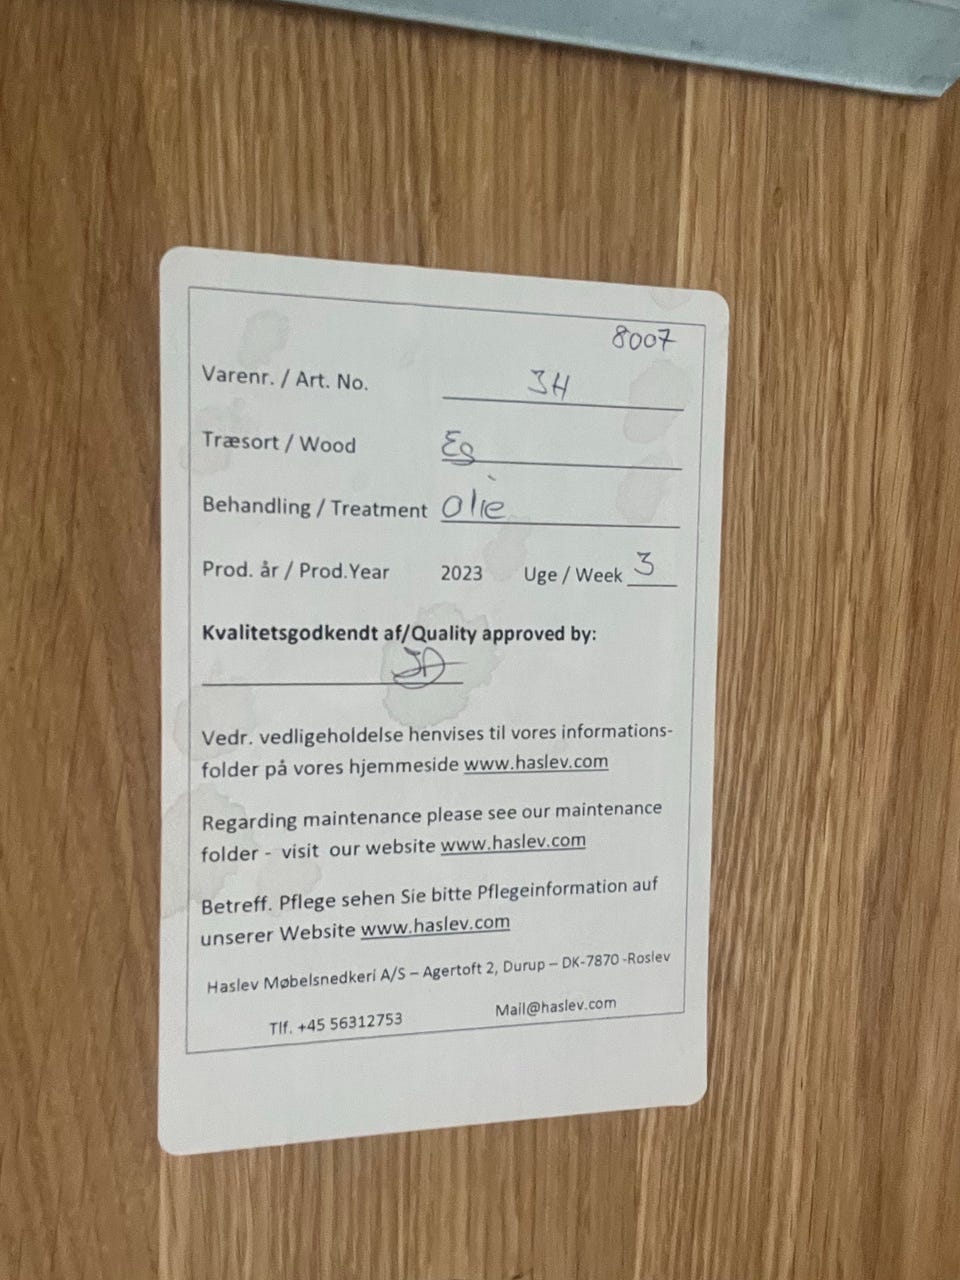 8007
Varenr. / Art. No. 3H
Træsort / Wood Eg
Behandling / Treatment Olie
Prod. år / Prod.Year 2023 Uge / Week 3
Kvalitetsgodkendt af/Quality approved by:
Vedr. vedligeholdelse henvises til vores informations-
folder på vores hjemmeside www.haslev.com
Regarding maintenance please see our maintenance
folder - visit our website www.haslev.com
Betreff. Pflege sehen Sie bitte Pflegeinformation auf
unserer Website www.haslev.com
Haslev Møbelsnedkeri A/S – Agertoft 2, Durup – DK-7870 -Roslev
Tlf. +45 56312753 Mail@haslev.com